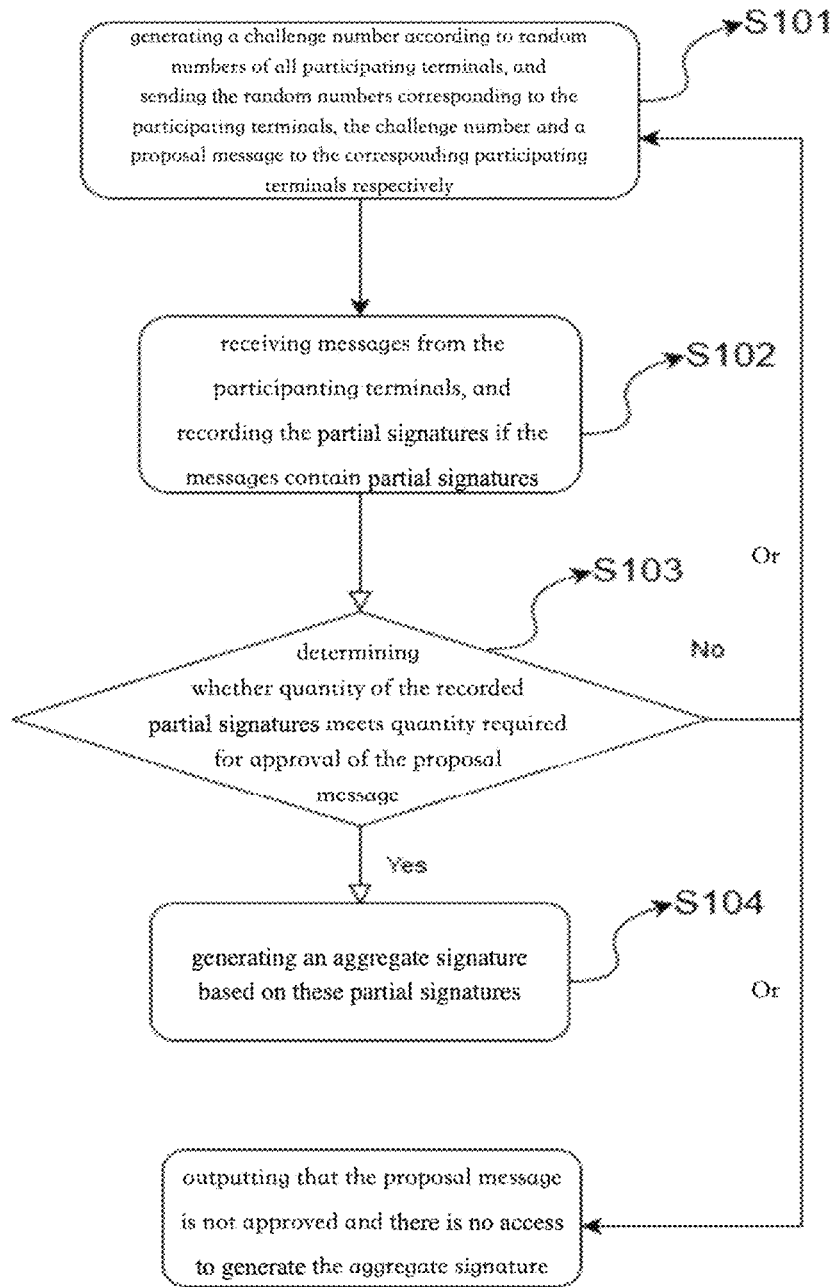 generating a challenge number according to random
numbers of all participating terminals, and
sending the random numbers corresponding to the
participating terminals, the challenge number and a
proposal message to the corresponding participating
terminals respectively
S101
receiving messages from the
participanting terminals, and
recording the partial signatures if the
messages contain partial signatures
S102
Or
S103
No
determining
whether quantity of the recorded
partial signatures meets quantity required
for approval of the proposal
message
Yes
S104
generating an aggregate signature
based on these partial signatures
Or
outputting that the proposal message
is not approved and there is no access
to generate the aggregate signature